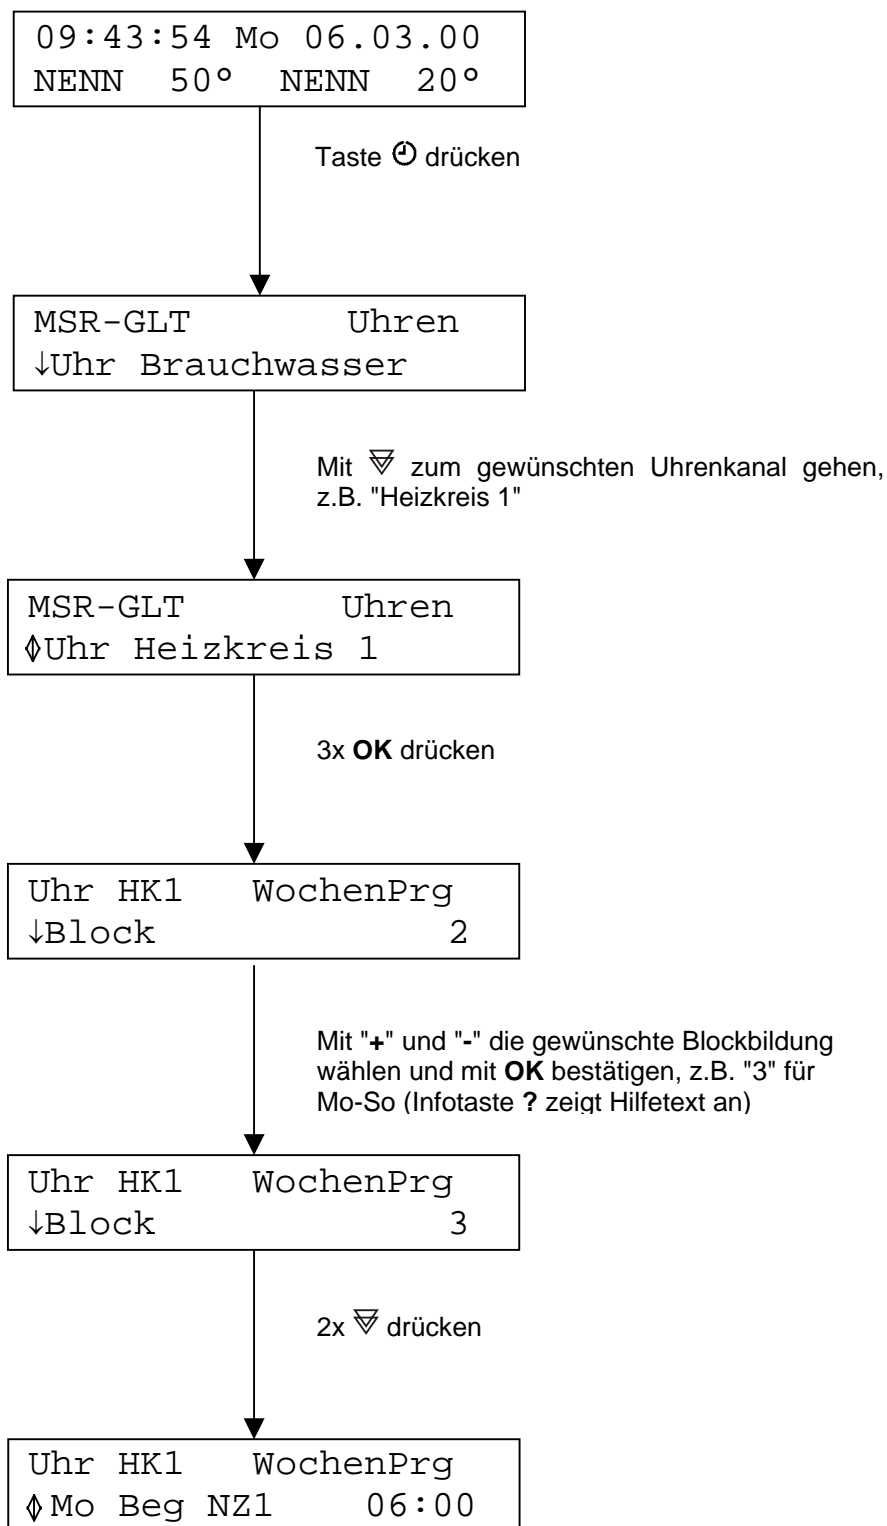 09:43:54 Mo 06.03.00
NENN 50° NENN 20°
Taste 🕘 drücken
MSR-GLT Uhren
↓Uhr Brauchwasser
Mit ⩔ zum gewünschten Uhrenkanal gehen,
z.B. "Heizkreis 1"
MSR-GLT Uhren
◊Uhr Heizkreis 1
3x OK drücken
Uhr HK1 WochenPrg
↓Block 2
Mit "+" und "-" die gewünschte Blockbildung
wählen und mit OK bestätigen, z.B. "3" für
Mo-So (Infotaste ? zeigt Hilfetext an)
Uhr HK1 WochenPrg
↓Block 3
2x ⩔ drücken
Uhr HK1 WochenPrg
◊Mo Beg NZ1 06:00